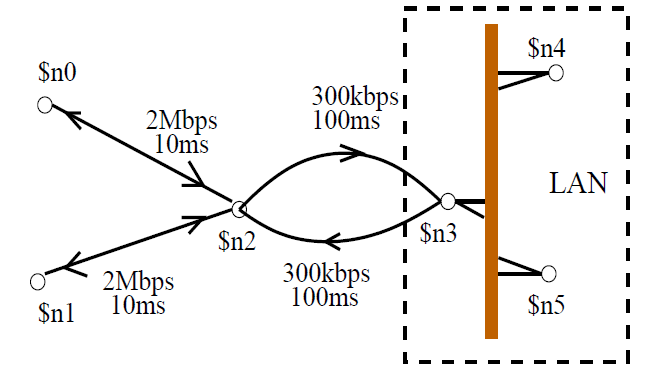 $n0
2Mbps
10ms
300kbps
100ms
$n4
LAN
$n2
$n3
$n1
2Mbps
10ms
300kbps
100ms
$n5